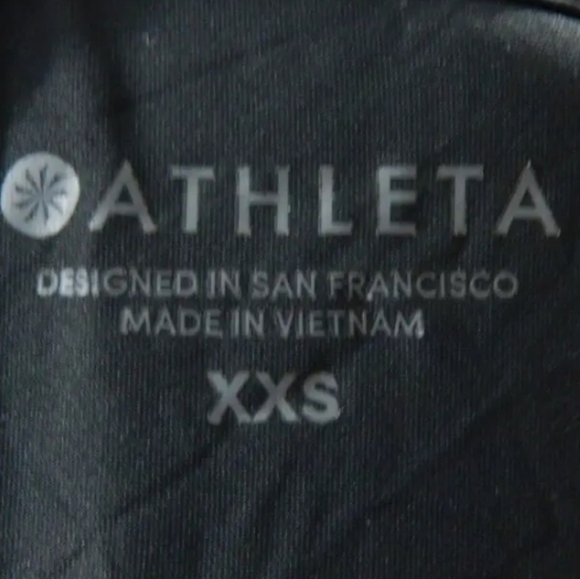 ATHLETA
DESIGNED IN SAN FRANCISCO
MADE IN VIETNAM
XXS